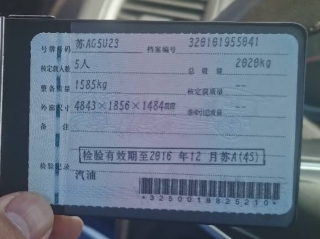 号牌号码 苏AG5U23 档案编号 320101955641
核定载人数 5人 总质量 2020kg
整备质量 1585kg 核定载质量 --
外廓尺寸 4843×1856×1484mm 准牵引总质量 --
备注
检验有效期至2016年12月苏A(45)
检验记录
汽油